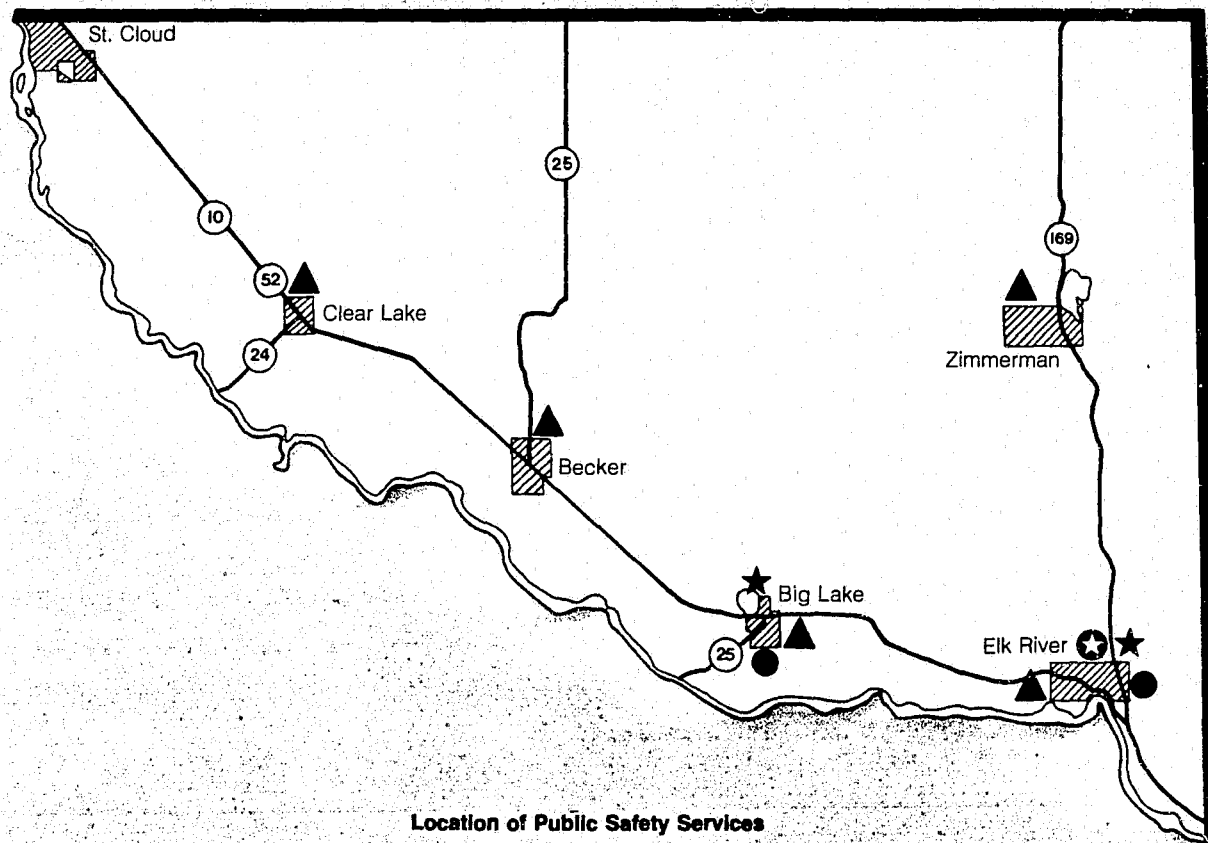 St. Cloud
25
10
169
52
Clear Lake
24
Zimmerman
Becker
Big Lake
25
Elk River
Location of Public Safety Services